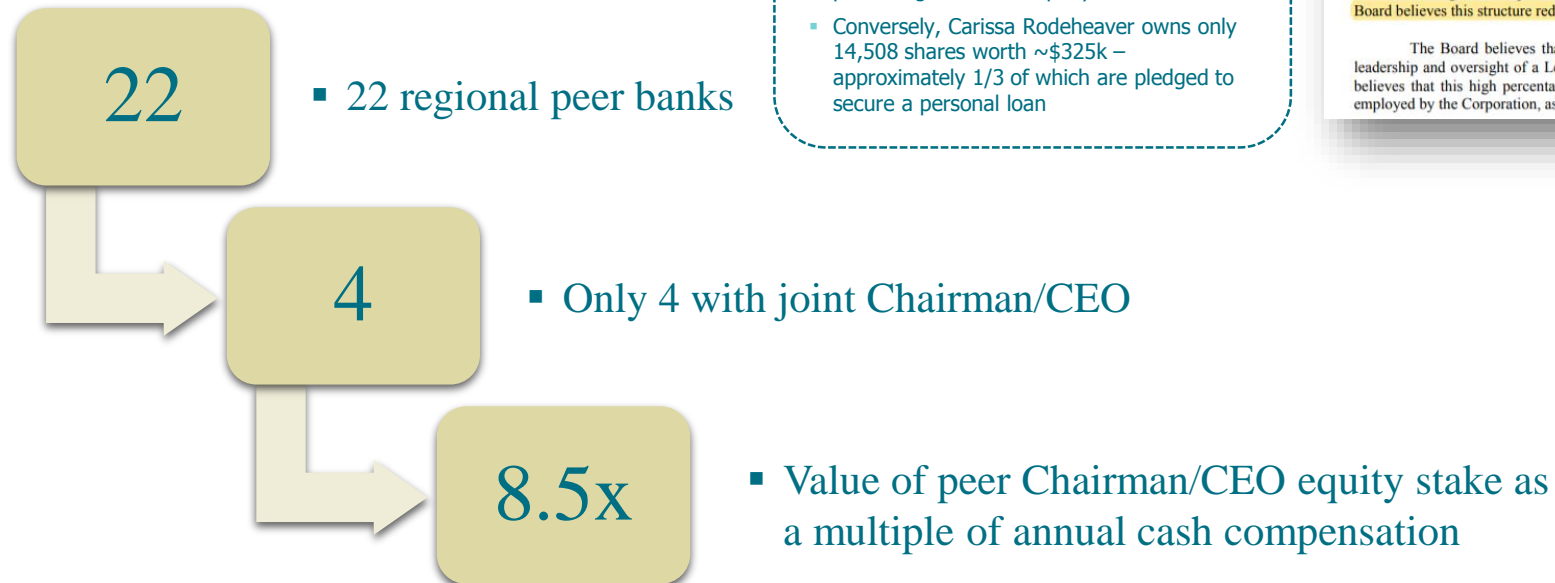 ▪ Conversely, Carissa Rodeheaver owns only
14,508 shares worth ~$325k –
approximately 1/3 of which are pledged to
secure a personal loan
Board believes this structure red
The Board believes tha
leadership and oversight of a L
believes that this high percenta
employed by the Corporation, as
22
▪ 22 regional peer banks
4
▪ Only 4 with joint Chairman/CEO
8.5x
▪ Value of peer Chairman/CEO equity stake as
a multiple of annual cash compensation